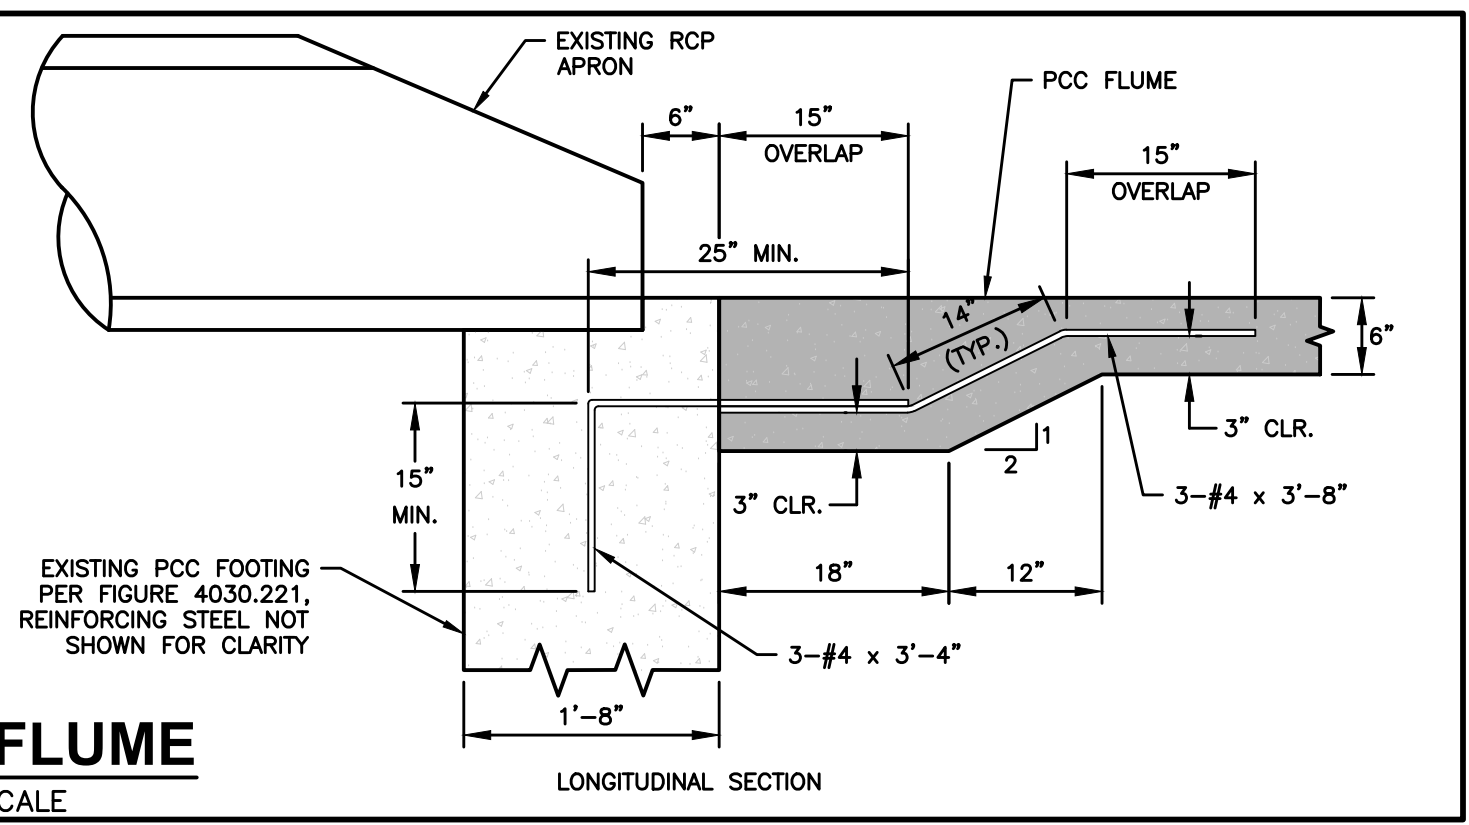 EXISTING RCP
APRON
PCC FLUME
6"
15"
OVERLAP
15"
OVERLAP
25" MIN.
14"
(TYP.)
6"
3" CLR.
1
2
15"
MIN.
3" CLR.
3-#4 x 3'-8"
EXISTING PCC FOOTING
PER FIGURE 4030.221,
REINFORCING STEEL NOT
SHOWN FOR CLARITY
18"
12"
3-#4 x 3'-4"
1'-8"
FLUME
CALE
LONGITUDINAL SECTION